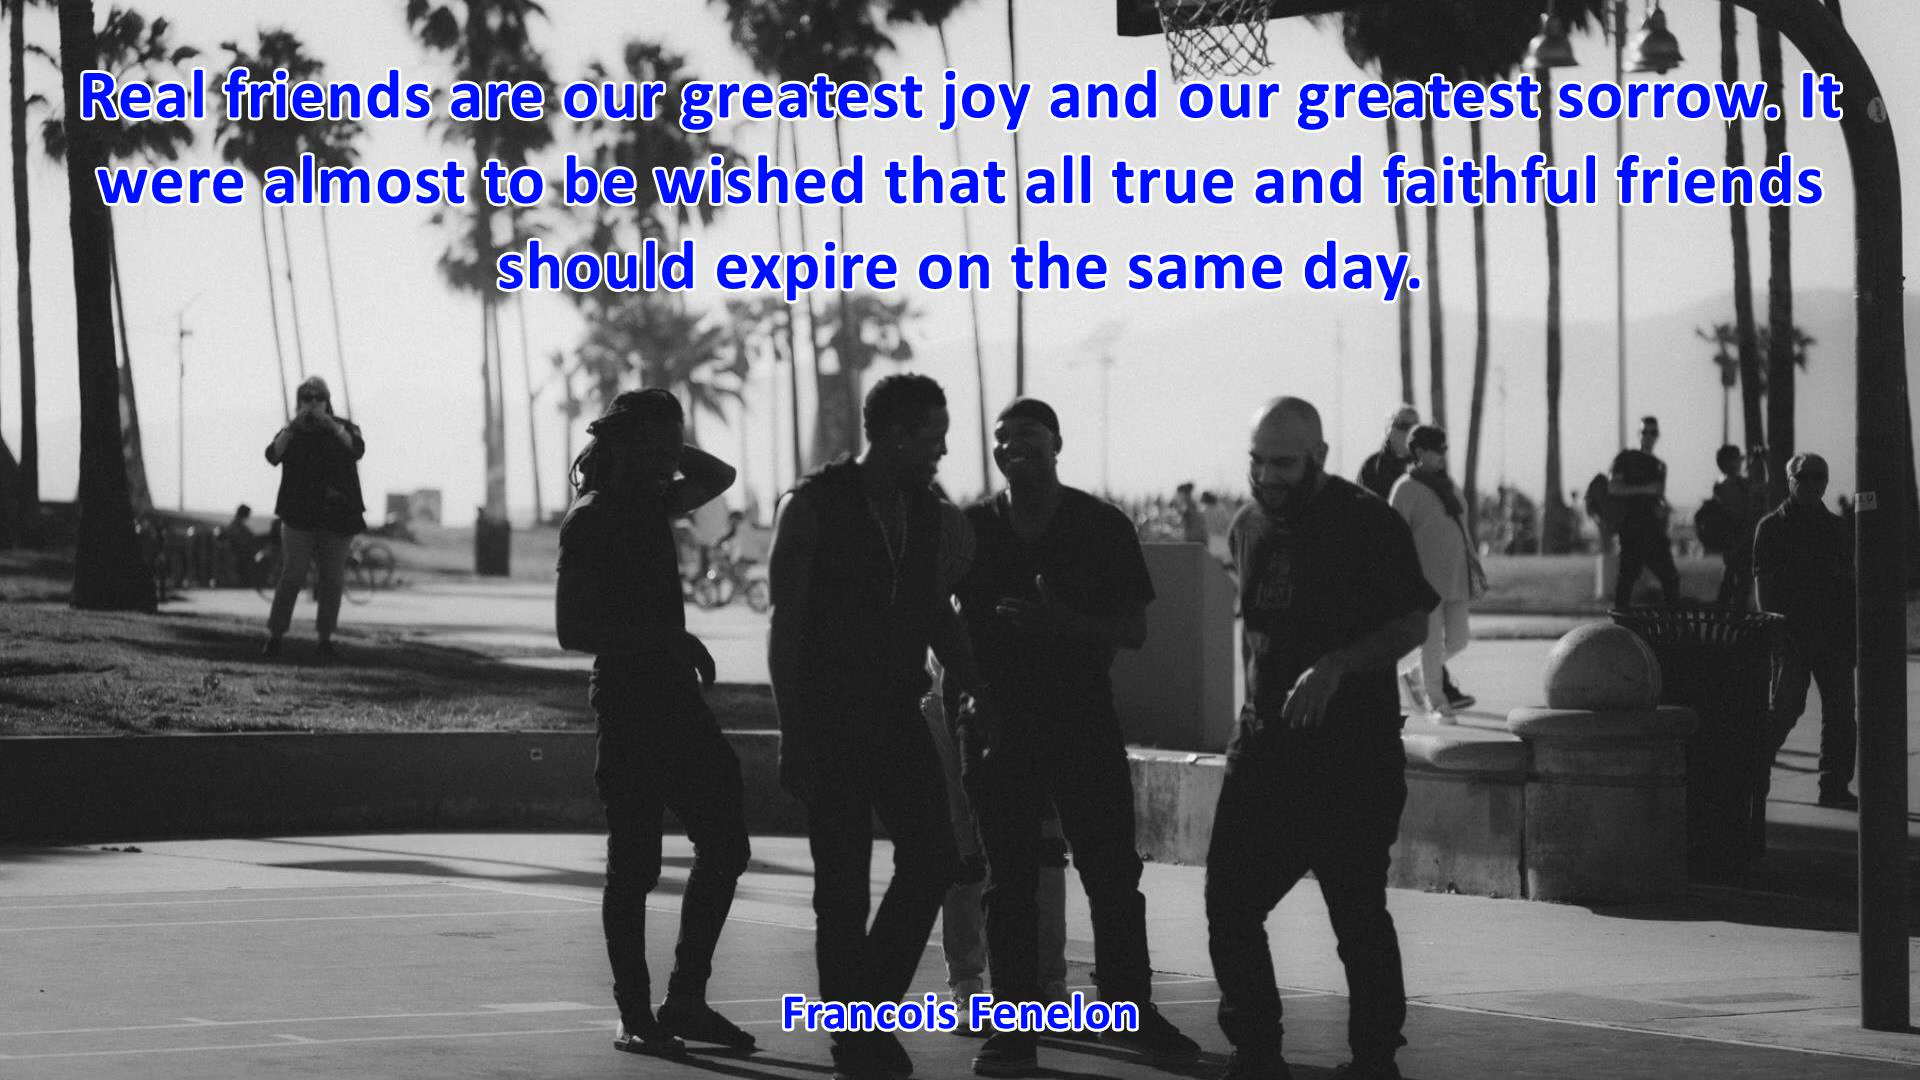 Real friends are our greatest joy and our greatest sorrow. It
were almost to be wished that all true and faithful friends
should expire on the same day.
Francois Fenelon